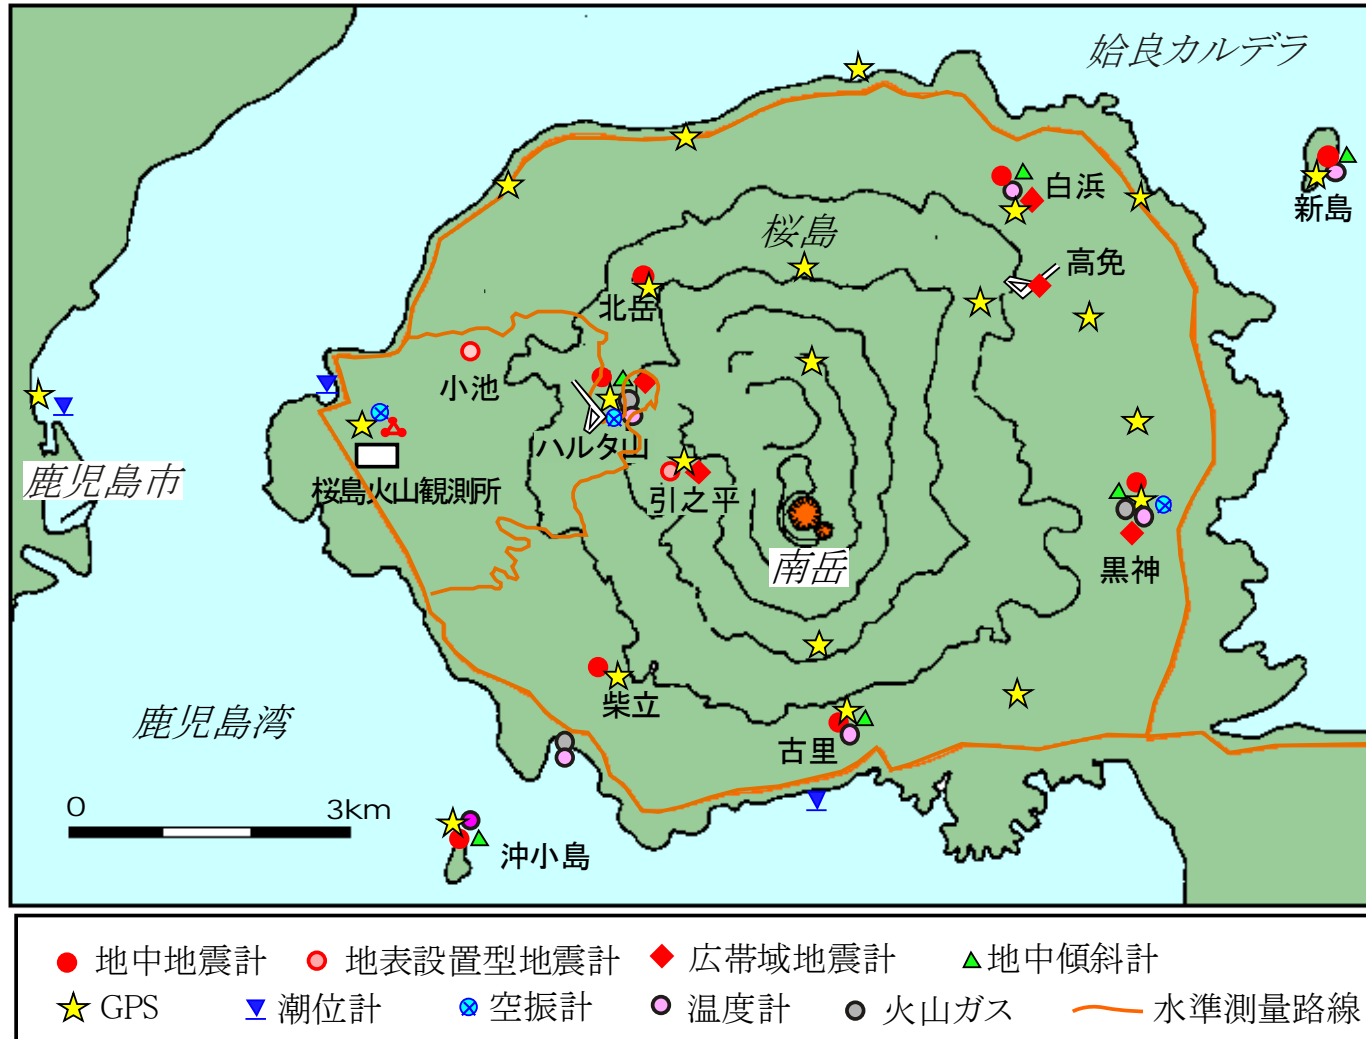 姶良カルデラ
白浜
新島
桜島
高免
北岳
小池
ハルタ山
鹿児島市
桜島火山観測所
引之平
南岳
黒神
柴立
鹿児島湾
古里
0 3km
沖小島
地中地震計 地表設置型地震計 広帯域地震計 地中傾斜計
GPS 潮位計 空振計 温度計 火山ガス 水準測量路線